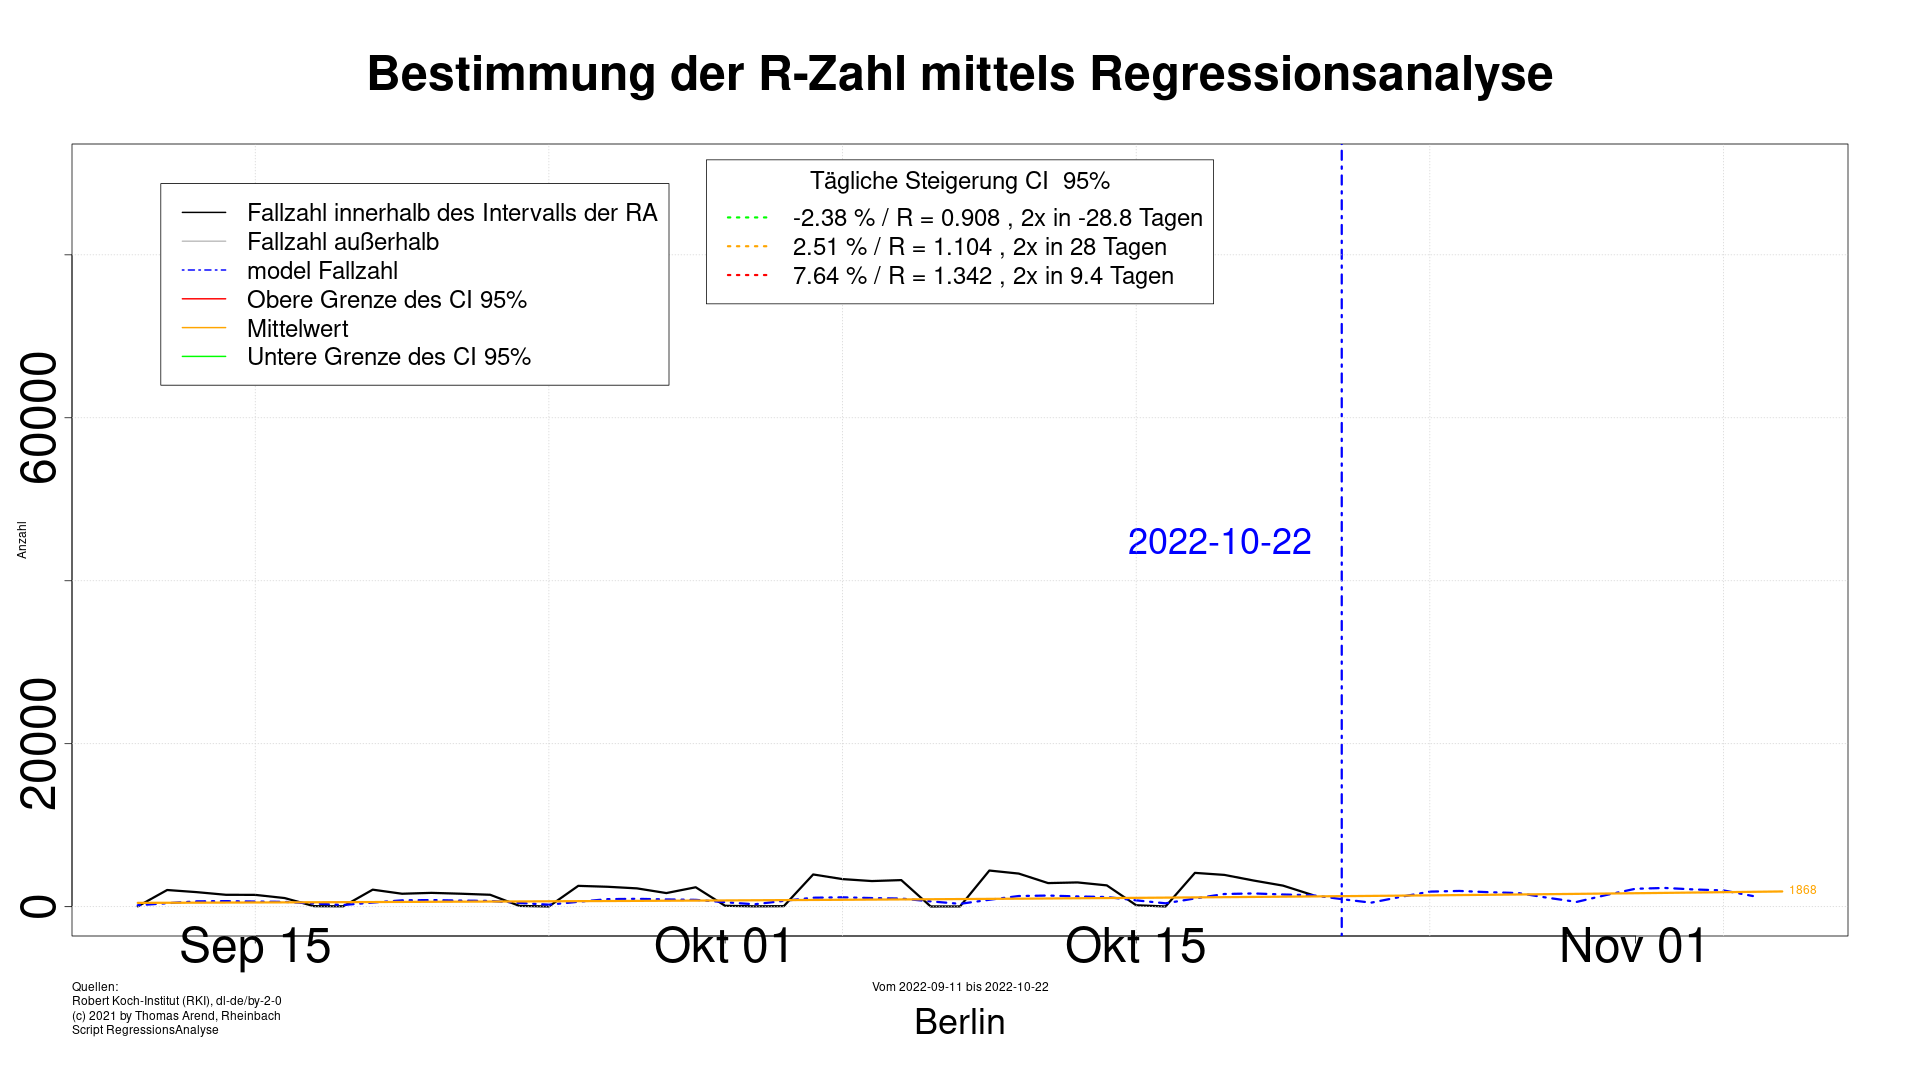 Bestimmung der R-Zahl mittels Regressionsanalyse
Fallzahl innerhalb des Intervalls der RA
Fallzahl außerhalb
model Fallzahl
Obere Grenze des CI 95%
Mittelwert
Untere Grenze des CI 95%
Tägliche Steigerung CI  95%
-2.38 % / R = 0.908 , 2x in -28.8 Tagen
2.51 % / R = 1.104 , 2x in 28 Tagen
7.64 % / R = 1.342 , 2x in 9.4 Tagen
60000
20000
0
Anzahl
2022-10-22
1868
Sep 15
Okt 01
Okt 15
Nov 01
Quellen:
Robert Koch-Institut (RKI), dl-de/by-2-0
(c) 2021 by Thomas Arend, Rheinbach
Script RegressionsAnalyse
Vom 2022-09-11 bis 2022-10-22
Berlin